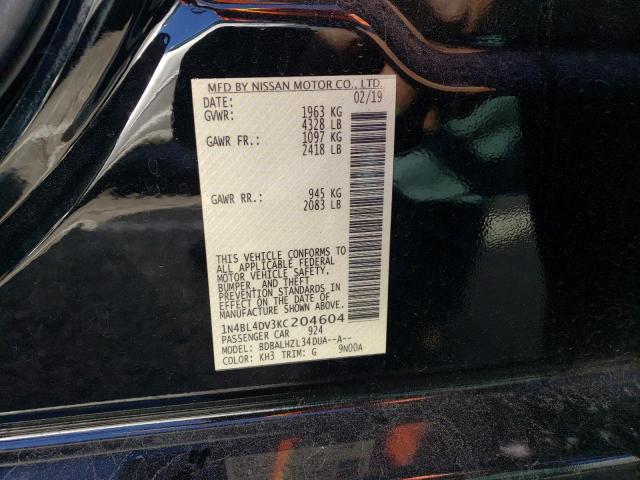 MFD BY NISSAN MOTOR CO., LTD.
DATE: 02/19
GVWR: 1963 KG
4328 LB
GAWR FR.: 1097 KG
2418 LB
GAWR RR.: 945 KG
2083 LB
THIS VEHICLE CONFORMS TO
ALL APPLICABLE FEDERAL
MOTOR VEHICLE SAFETY,
BUMPER, AND THEFT
PREVENTION STANDARDS IN
EFFECT ON THE DATE OF
MANUFACTURE SHOWN ABOVE.
1N4BL4DV3KC204604
PASSENGER CAR 924
MODEL: BDBALHZL34DUA--A--
COLOR: KH3 TRIM: G 9N00A